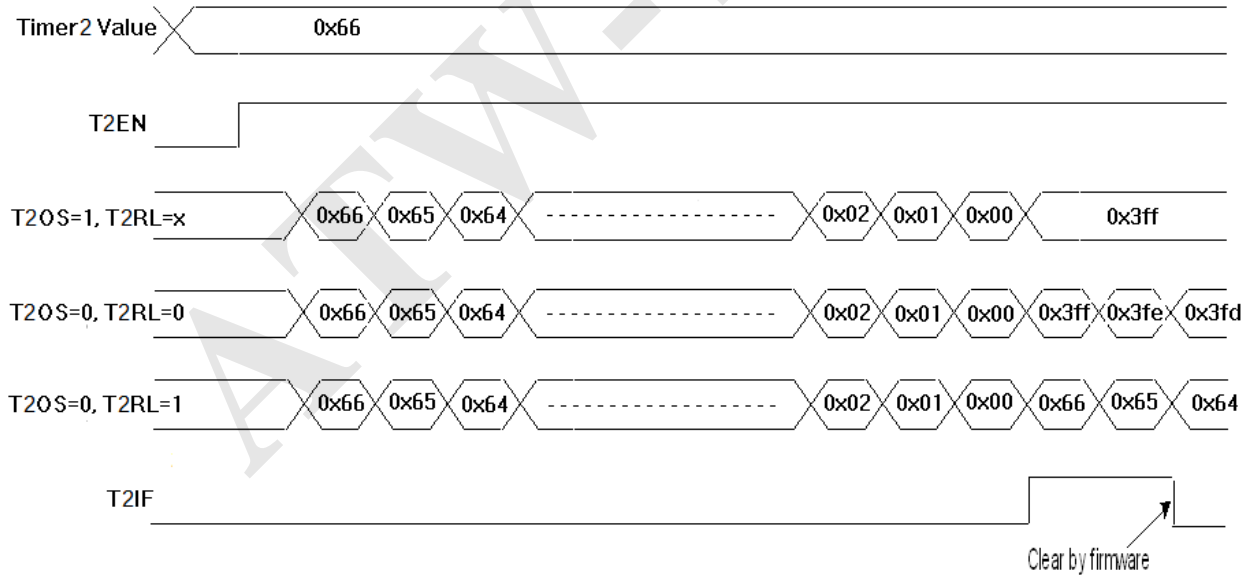 Timer2 Value 0x66
T2EN
T2OS=1, T2RL=x 0x66 0x65 0x64 0x02 0x01 0x00 0x3ff
T2OS=0, T2RL=0 0x66 0x65 0x64 0x02 0x01 0x00 0x3ff 0x3fe 0x3fd
T2OS=0, T2RL=1 0x66 0x65 0x64 0x02 0x01 0x00 0x66 0x65 0x64
T2IF
Clear by firmware
ATW-